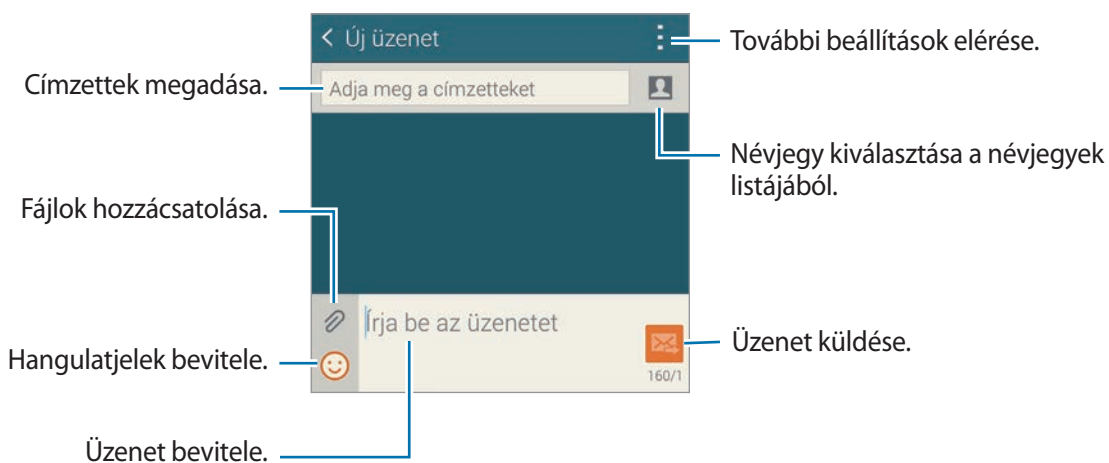 Új üzenet
További beállítások elérése.
Címzettek megadása.
Adja meg a címzetteket
Névjegy kiválasztása a névjegyek
listájából.
Fájlok hozzácsatolása.
Írja be az üzenetet
Üzenet küldése.
Hangulatjelek bevitele.
160/1
Üzenet bevitele.